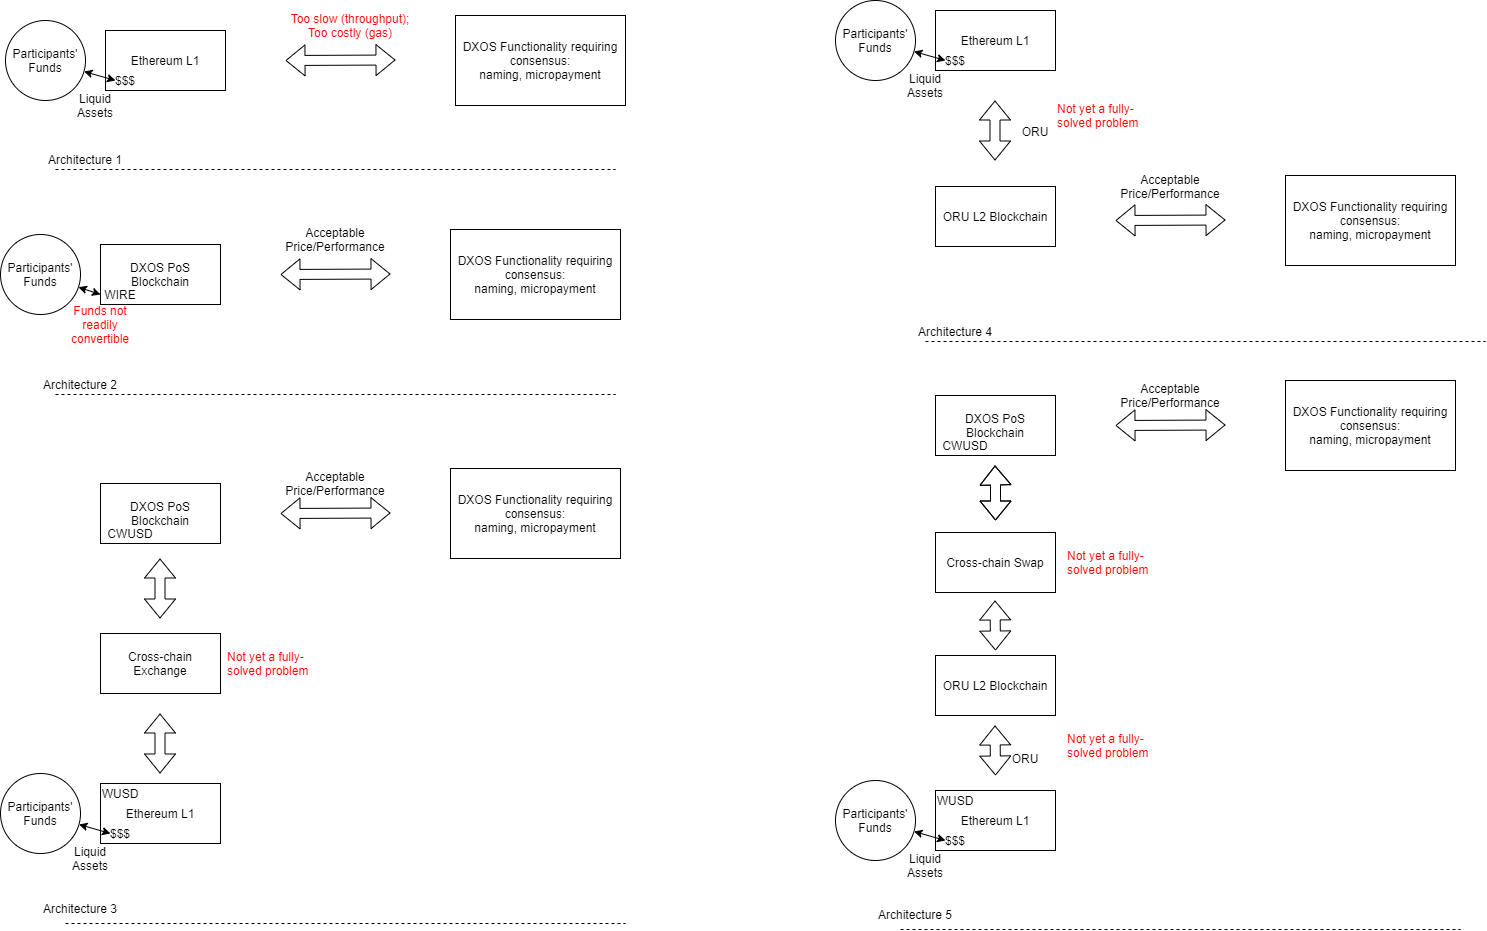 Participants'
Funds
Liquid
Assets
Ethereum L1
$$$
Too slow (throughput);
Too costly (gas)
DXOS Functionality requiring
consensus:
naming, micropayment
Architecture 1
Participants'
Funds
DXOS PoS
Blockchain
WIRE
Funds not
readily
convertible
Acceptable
Price/Performance
DXOS Functionality requiring
consensus:
naming, micropayment
Architecture 2
DXOS PoS
Blockchain
CWUSD
Acceptable
Price/Performance
DXOS Functionality requiring
consensus:
naming, micropayment
Cross-chain
Exchange
Not yet a fully-
solved problem
Participants'
Funds
Liquid
Assets
WUSD
Ethereum L1
$$$
Architecture 3
Participants'
Funds
Liquid
Assets
Ethereum L1
$$$
ORU
Not yet a fully-
solved problem
ORU L2 Blockchain
Acceptable
Price/Performance
DXOS Functionality requiring
consensus:
naming, micropayment
Architecture 4
DXOS PoS
Blockchain
CWUSD
Acceptable
Price/Performance
DXOS Functionality requiring
consensus:
naming, micropayment
Cross-chain Swap
Not yet a fully-
solved problem
ORU L2 Blockchain
ORU
Not yet a fully-
solved problem
Participants'
Funds
Liquid
Assets
WUSD
Ethereum L1
$$$
Architecture 5